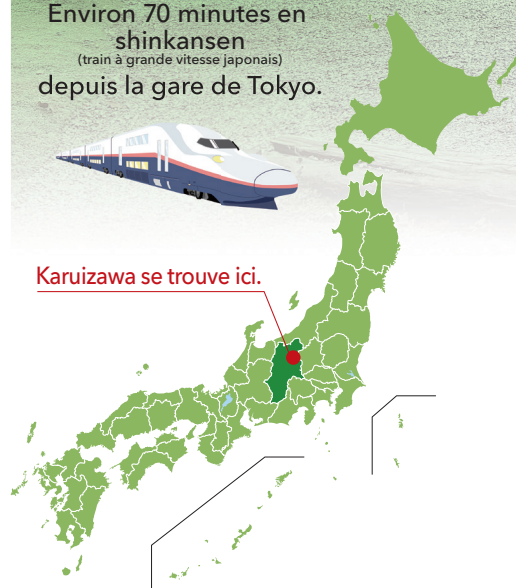 Environ 70 minutes en
shinkansen
(train à grande vitesse japonais)
depuis la gare de Tokyo.
Karuizawa se trouve ici.